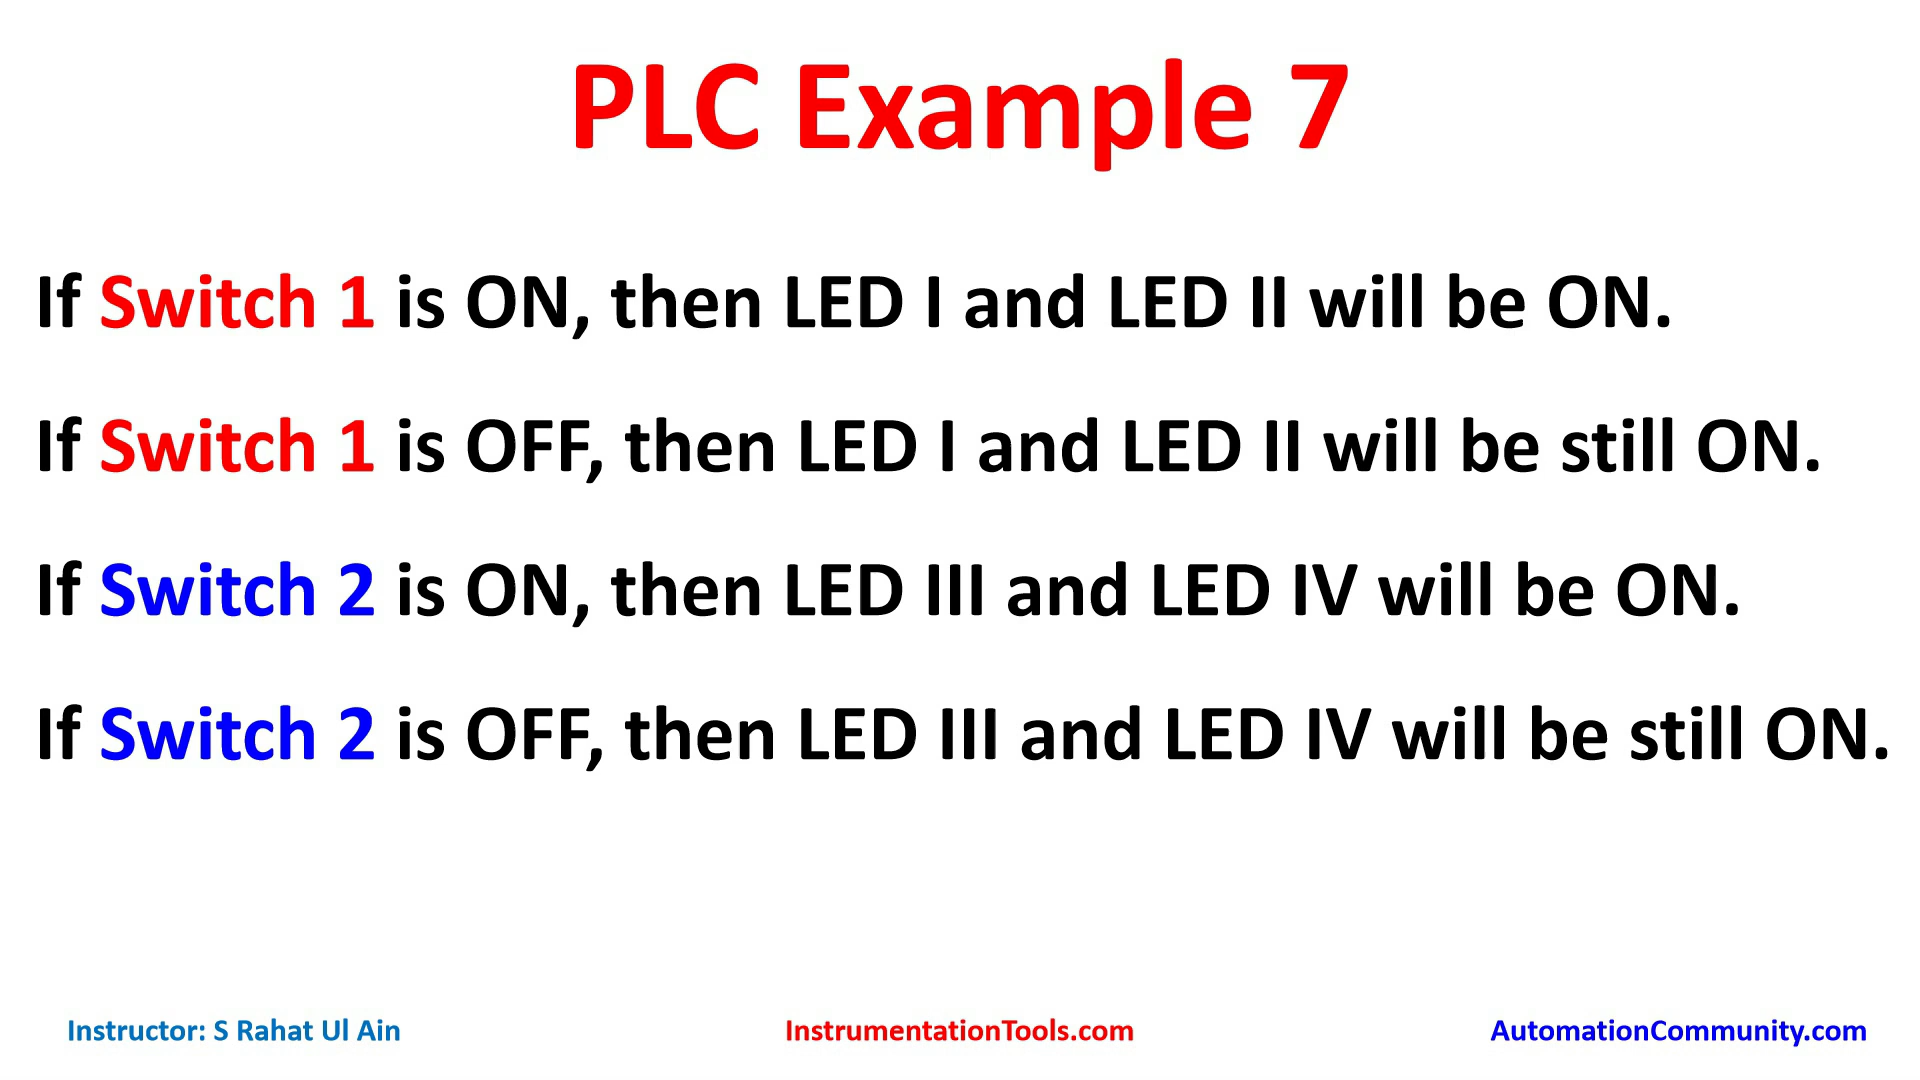 PLC Example 7
If Switch 1 is ON, then LED I and LED II will be ON.
If Switch 1 is OFF, then LED I and LED II will be still ON.
If Switch 2 is ON, then LED III and LED IV will be ON.
If Switch 2 is OFF, then LED III and LED IV will be still ON.
Instructor: S Rahat Ul Ain
InstrumentationTools.com
AutomationCommunity.com